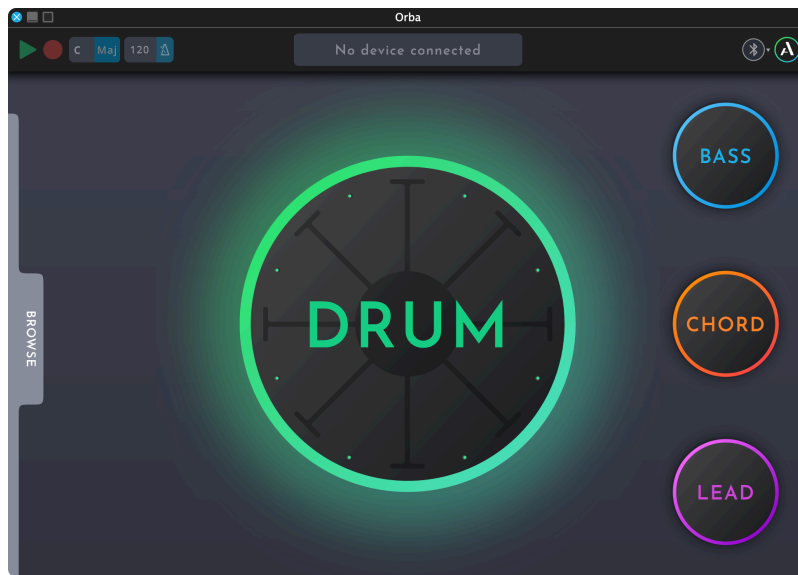 Orba
C Maj 120
No device connected
A
BASS
DRUM
CHORD
BROWSE
LEAD